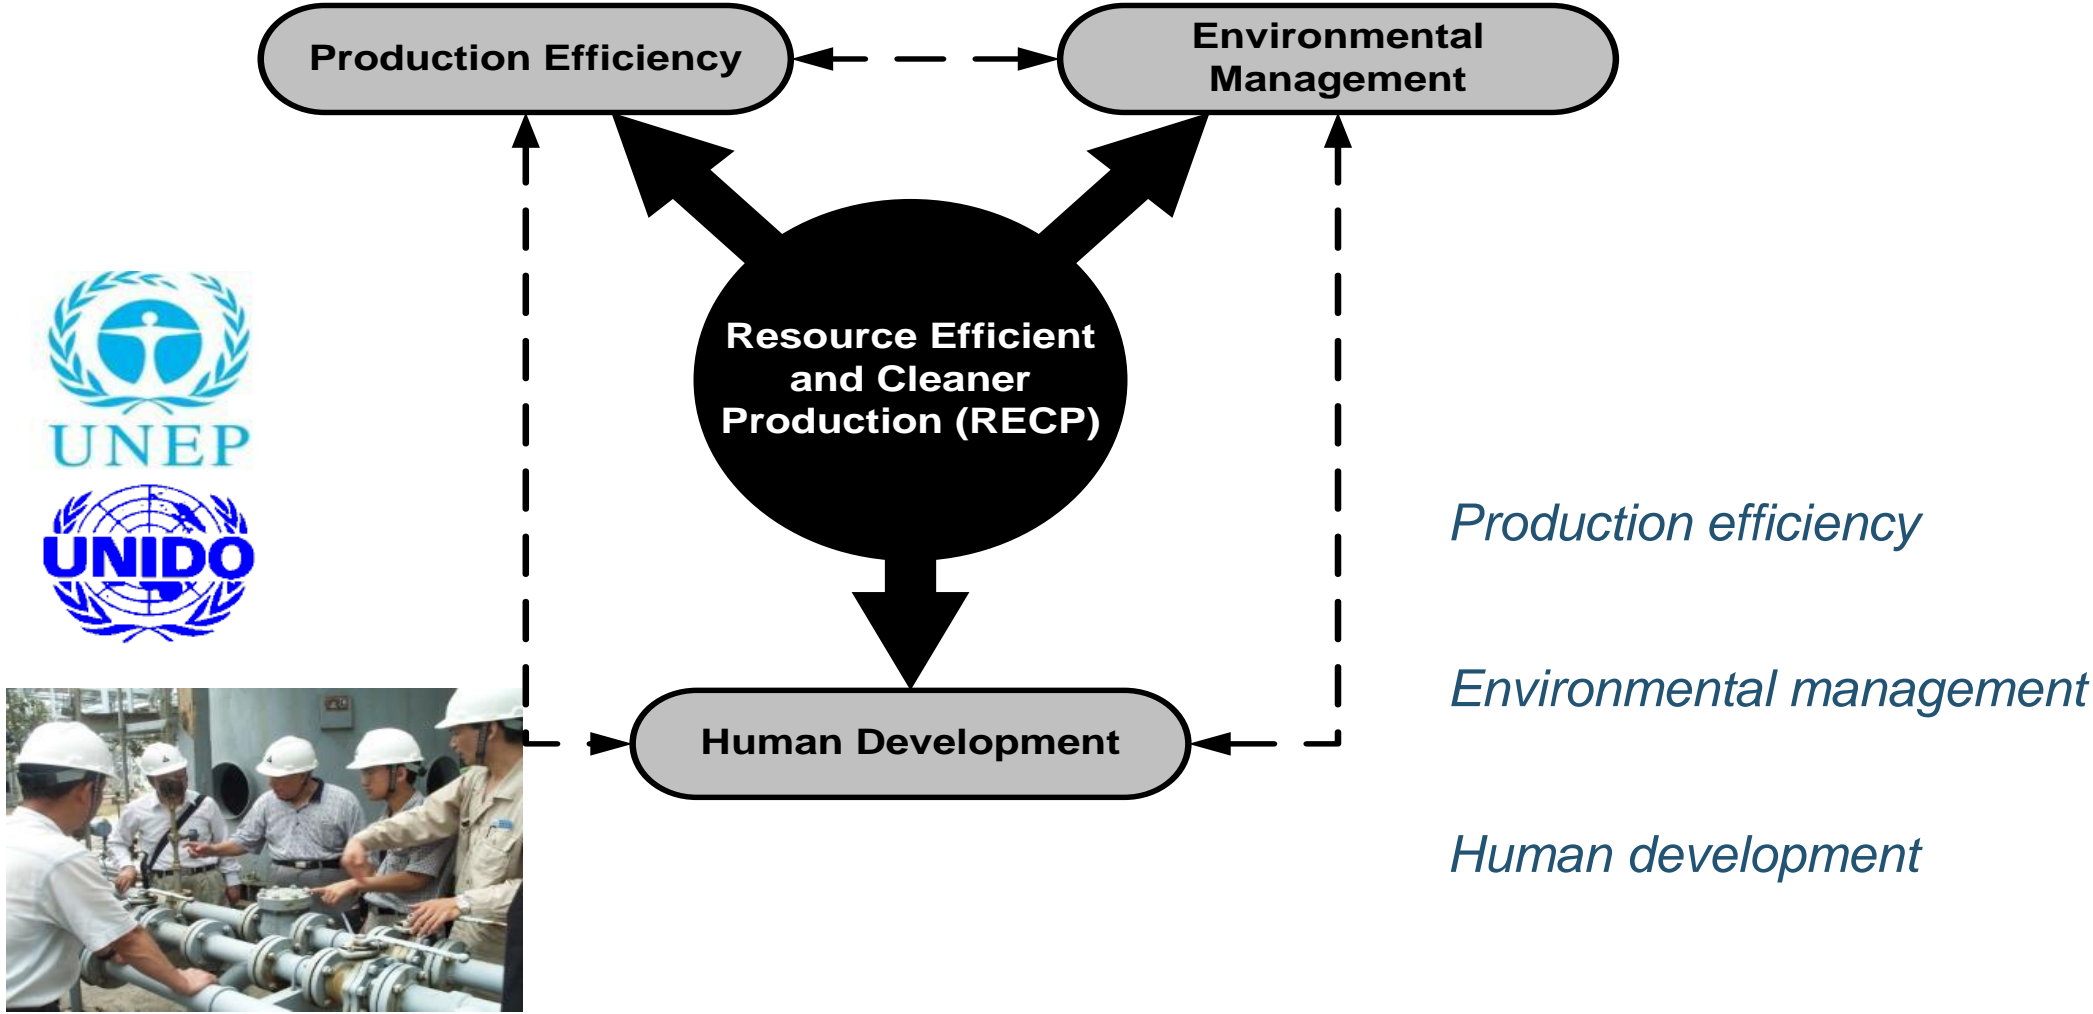 Production Efficiency
Environmental
Management
Resource Efficient
and Cleaner
Production (RECP)
Human Development
UNEP
UNIDO
Production efficiency
Environmental management
Human development